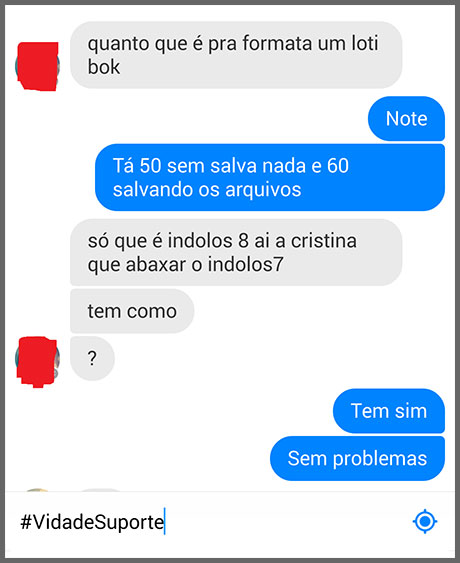 quanto que é pra formata um loti
bok
Note
Tá 50 sem salva nada e 60
salvando os arquivos
só que é indolos 8 ai a cristina
que abaxar o indolos7
tem como
?
Tem sim
Sem problemas
#VidadeSuporte